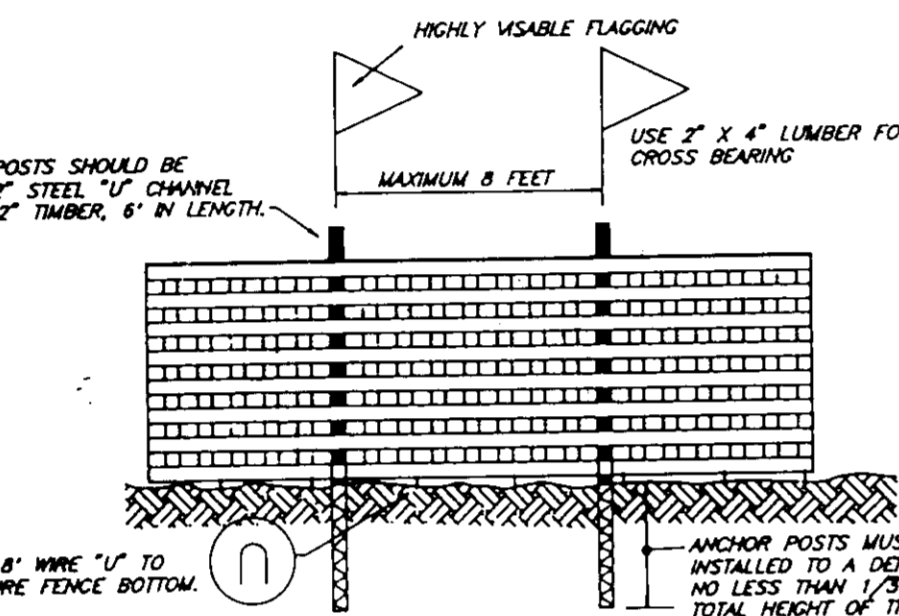 HIGHLY VISABLE FLAGGING
USE 2" X 4" LUMBER FO
CROSS BEARING
POSTS SHOULD BE
2" STEEL "U" CHANNEL
2" TIMBER, 6' IN LENGTH.
MAXIMUM 8 FEET
8' WIRE "U" TO
FENCE BOTTOM.
ANCHOR POSTS MUS
INSTALLED TO A DE
NO LESS THAN 1/3
TOTAL HEIGHT OF